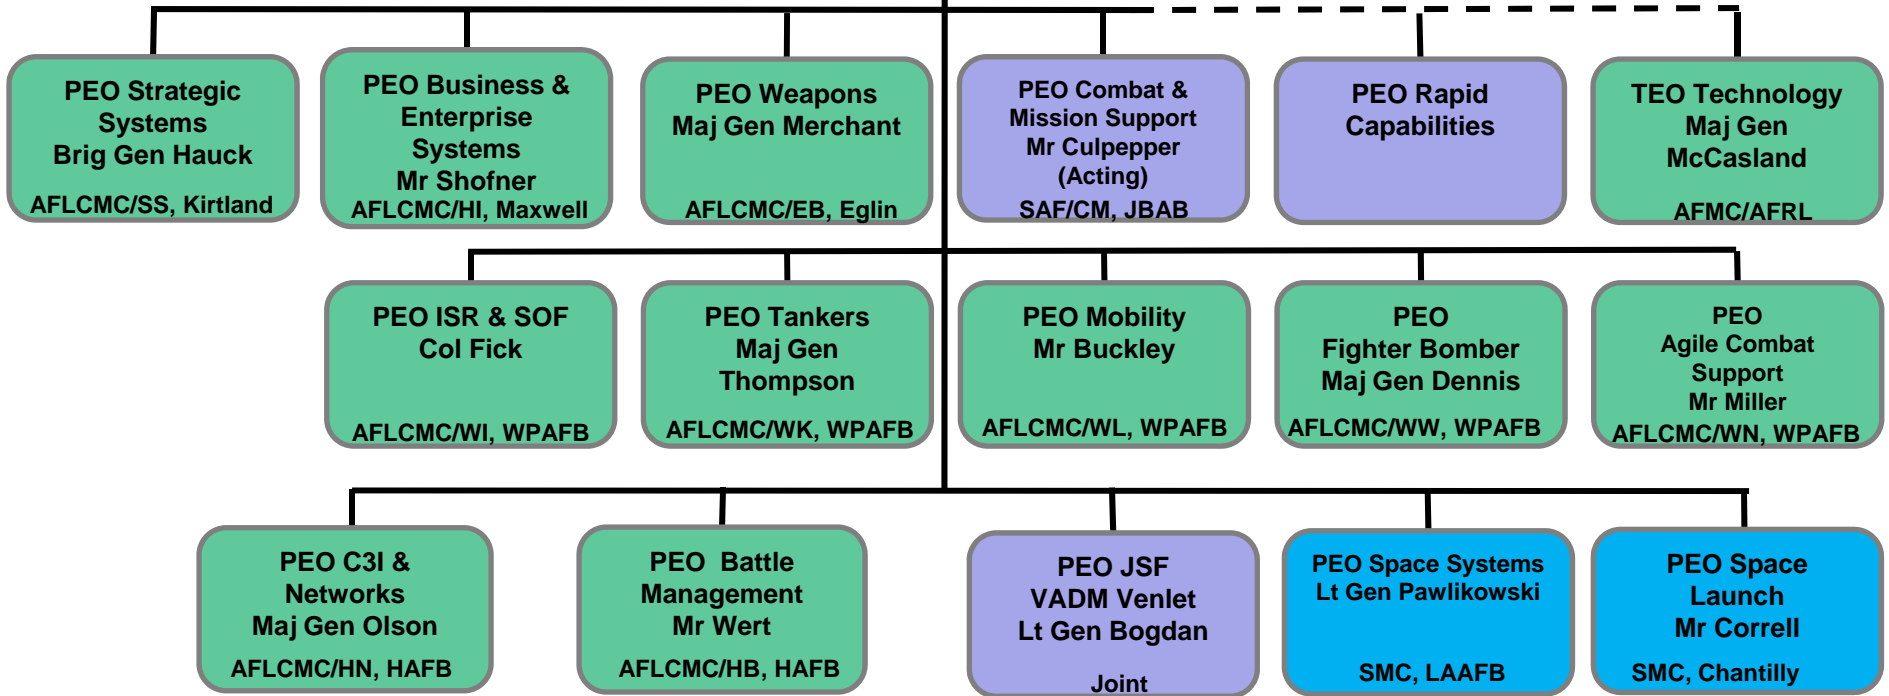 PEO Strategic
Systems
Brig Gen Hauck
AFLCMC/SS, Kirtland
PEO Business &
Enterprise
Systems
Mr Shofner
AFLCMC/HI, Maxwell
PEO Weapons
Maj Gen Merchant
AFLCMC/EB, Eglin
PEO Combat &
Mission Support
Mr Culpepper
(Acting)
SAF/CM, JBAB
PEO Rapid
Capabilities
TEO Technology
Maj Gen
McCasland
AFMC/AFRL
PEO ISR & SOF
Col Fick
AFLCMC/WI, WPAFB
PEO Tankers
Maj Gen
Thompson
AFLCMC/WK, WPAFB
PEO Mobility
Mr Buckley
AFLCMC/WL, WPAFB
PEO
Fighter Bomber
Maj Gen Dennis
AFLCMC/WW, WPAFB
PEO
Agile Combat
Support
Mr Miller
AFLCMC/WN, WPAFB
PEO C3I &
Networks
Maj Gen Olson
AFLCMC/HN, HAFB
PEO Battle
Management
Mr Wert
AFLCMC/HB, HAFB
PEO JSF
VADM Venlet
Lt Gen Bogdan
Joint
PEO Space Systems
Lt Gen Pawlikowski
SMC, LAAFB
PEO Space
Launch
Mr Correll
SMC, Chantilly